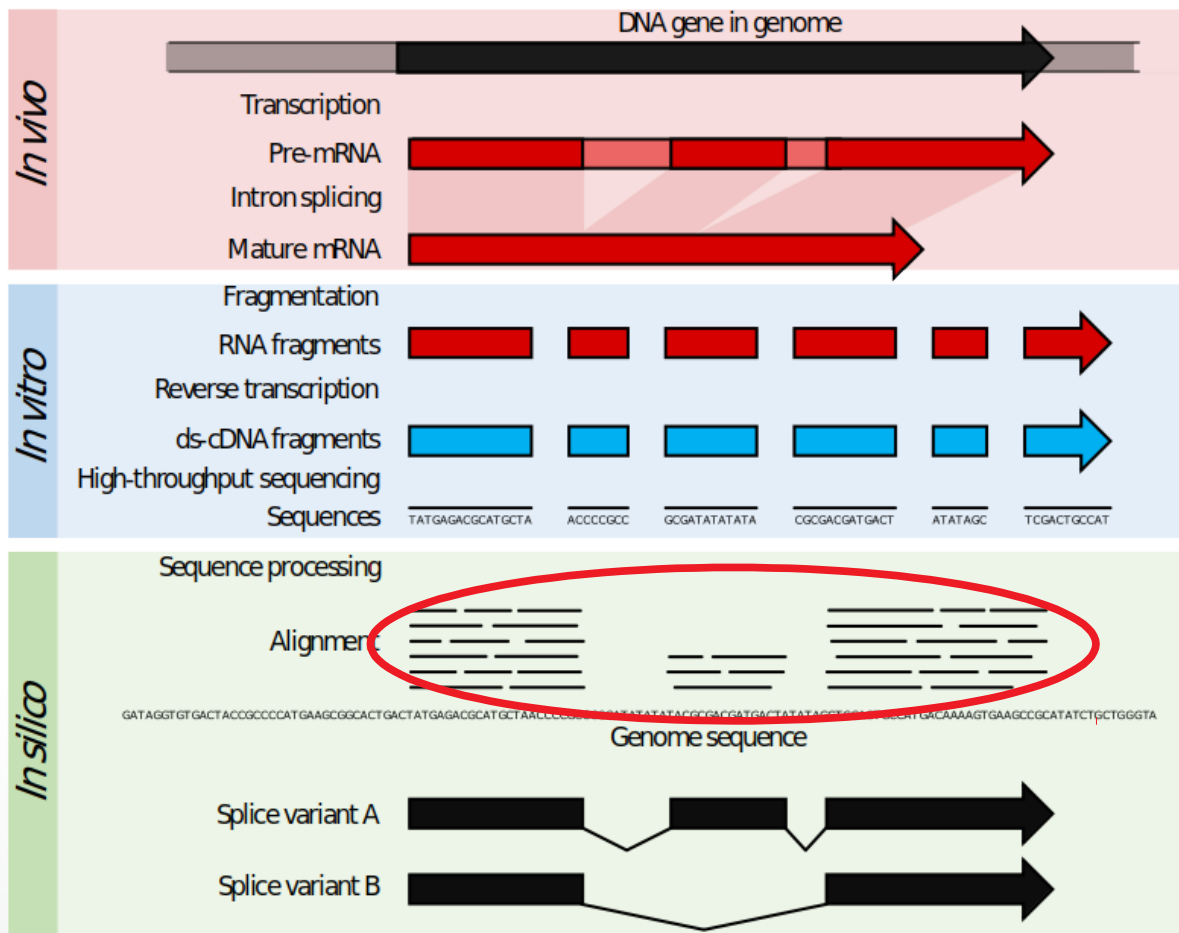 In vivo
DNA gene in genome
Transcription
Pre-mRNA
Intron splicing
Mature mRNA
In vitro
Fragmentation
RNA fragments
Reverse transcription
ds-cDNA fragments
High-throughput sequencing
Sequences
TATGAGACGCATGCTA ACCCCGCC GCGATATATATA CGCGACGATGACT ATATAGC TCGACTGCCAT
In silico
Sequence processing
Alignment
Genome sequence
Splice variant A
Splice variant B